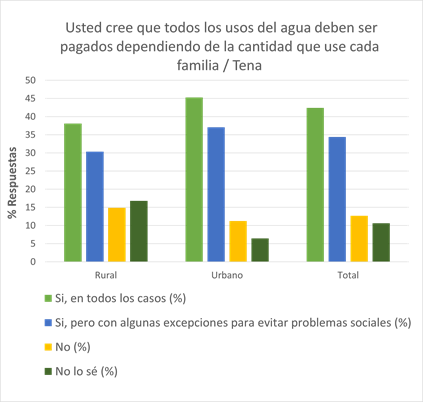 Usted cree que todos los usos del agua deben ser
pagados dependiendo de la cantidad que use cada
familia / Tena
50
45
40
35
30
25
20
15
10
5
0
% Respuestas
Rural
Urbano
Total
Si, en todos los casos (%)
Si, pero con algunas excepciones para evitar problemas sociales (%)
No (%)
No lo sé (%)